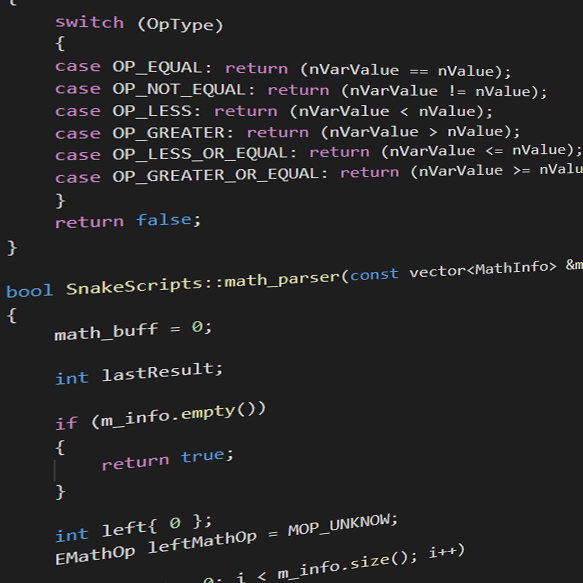 {
switch (OpType)
{
case OP_EQUAL: return (nVarValue == nValue);
case OP_NOT_EQUAL: return (nVarValue != nValue);
case OP_LESS: return (nVarValue < nValue);
case OP_GREATER: return (nVarValue > nValue);
case OP_LESS_OR_EQUAL: return (nVarValue <= nValue);
case OP_GREATER_OR_EQUAL: return (nVarValue >= nValu
}
return false;
}
bool SnakeScripts::math_parser(const vector<MathInfo> &m
{
math_buff = 0;
int lastResult;
if (m_info.empty())
{
return true;
}
int left{ 0 };
EMathOp leftMathOp = MOP_UNKNOW;
0; i < m_info.size(); i++)